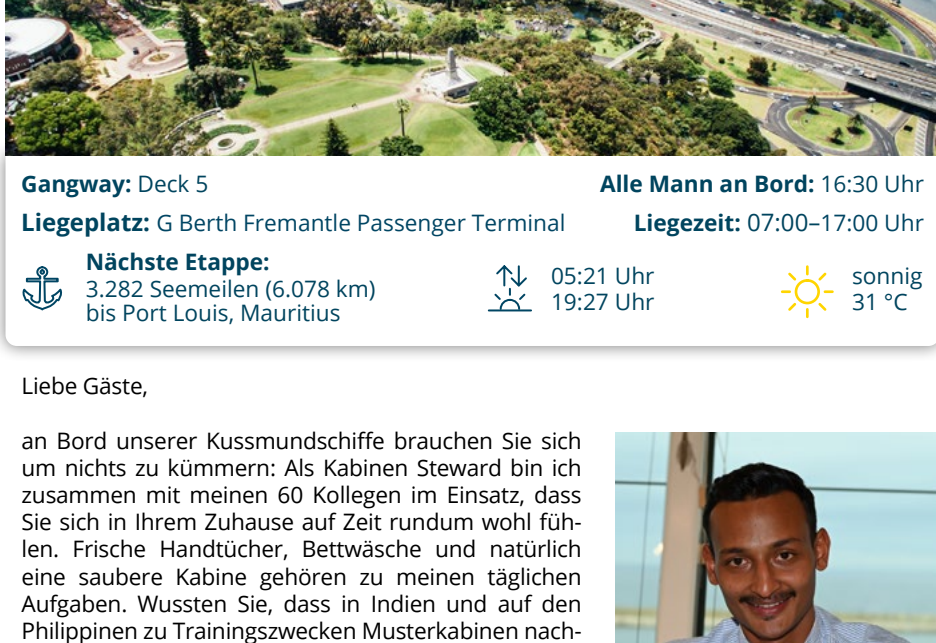 Gangway: Deck 5
Alle Mann an Bord: 16:30 Uhr
Liegeplatz: G Berth Fremantle Passenger Terminal
Liegezeit: 07:00–17:00 Uhr
Nächste Etappe:
3.282 Seemeilen (6.078 km)
bis Port Louis, Mauritius
05:21 Uhr
19:27 Uhr
sonnig
31 °C
Liebe Gäste,
an Bord unserer Kussmundschiffe brauchen Sie sich
um nichts zu kümmern: Als Kabinen Steward bin ich
zusammen mit meinen 60 Kollegen im Einsatz, dass
Sie sich in Ihrem Zuhause auf Zeit rundum wohl füh-
len. Frische Handtücher, Bettwäsche und natürlich
eine saubere Kabine gehören zu meinen täglichen
Aufgaben. Wussten Sie, dass in Indien und auf den
Philippinen zu Trainingszwecken Musterkabinen nach-